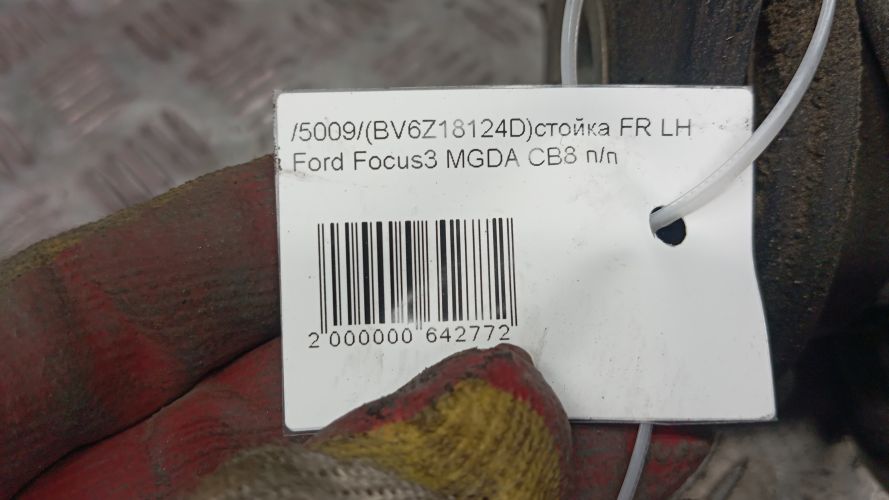 /5009/(BV6Z18124D)стойка FR LH
Ford Focus3 MGDA CB8 п/п
2 000000 642772